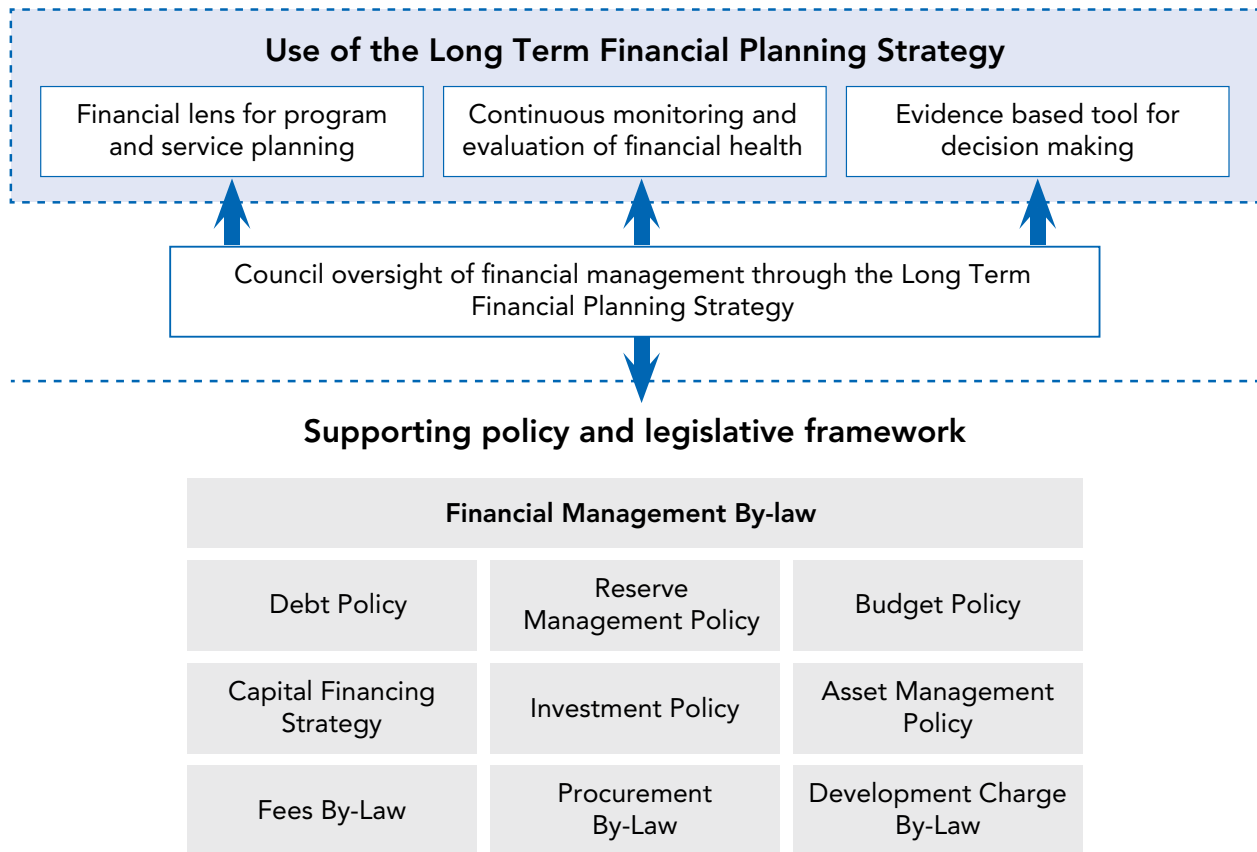 Use of the Long Term Financial Planning Strategy
Financial lens for program
and service planning
Continuous monitoring and
evaluation of financial health
Evidence based tool for
decision making
Council oversight of financial management through the Long Term
Financial Planning Strategy
Supporting policy and legislative framework
Financial Management By-law
Debt Policy
Reserve
Management Policy
Budget Policy
Capital Financing
Strategy
Investment Policy
Asset Management
Policy
Fees By-Law
Procurement
By-Law
Development Charge
By-Law